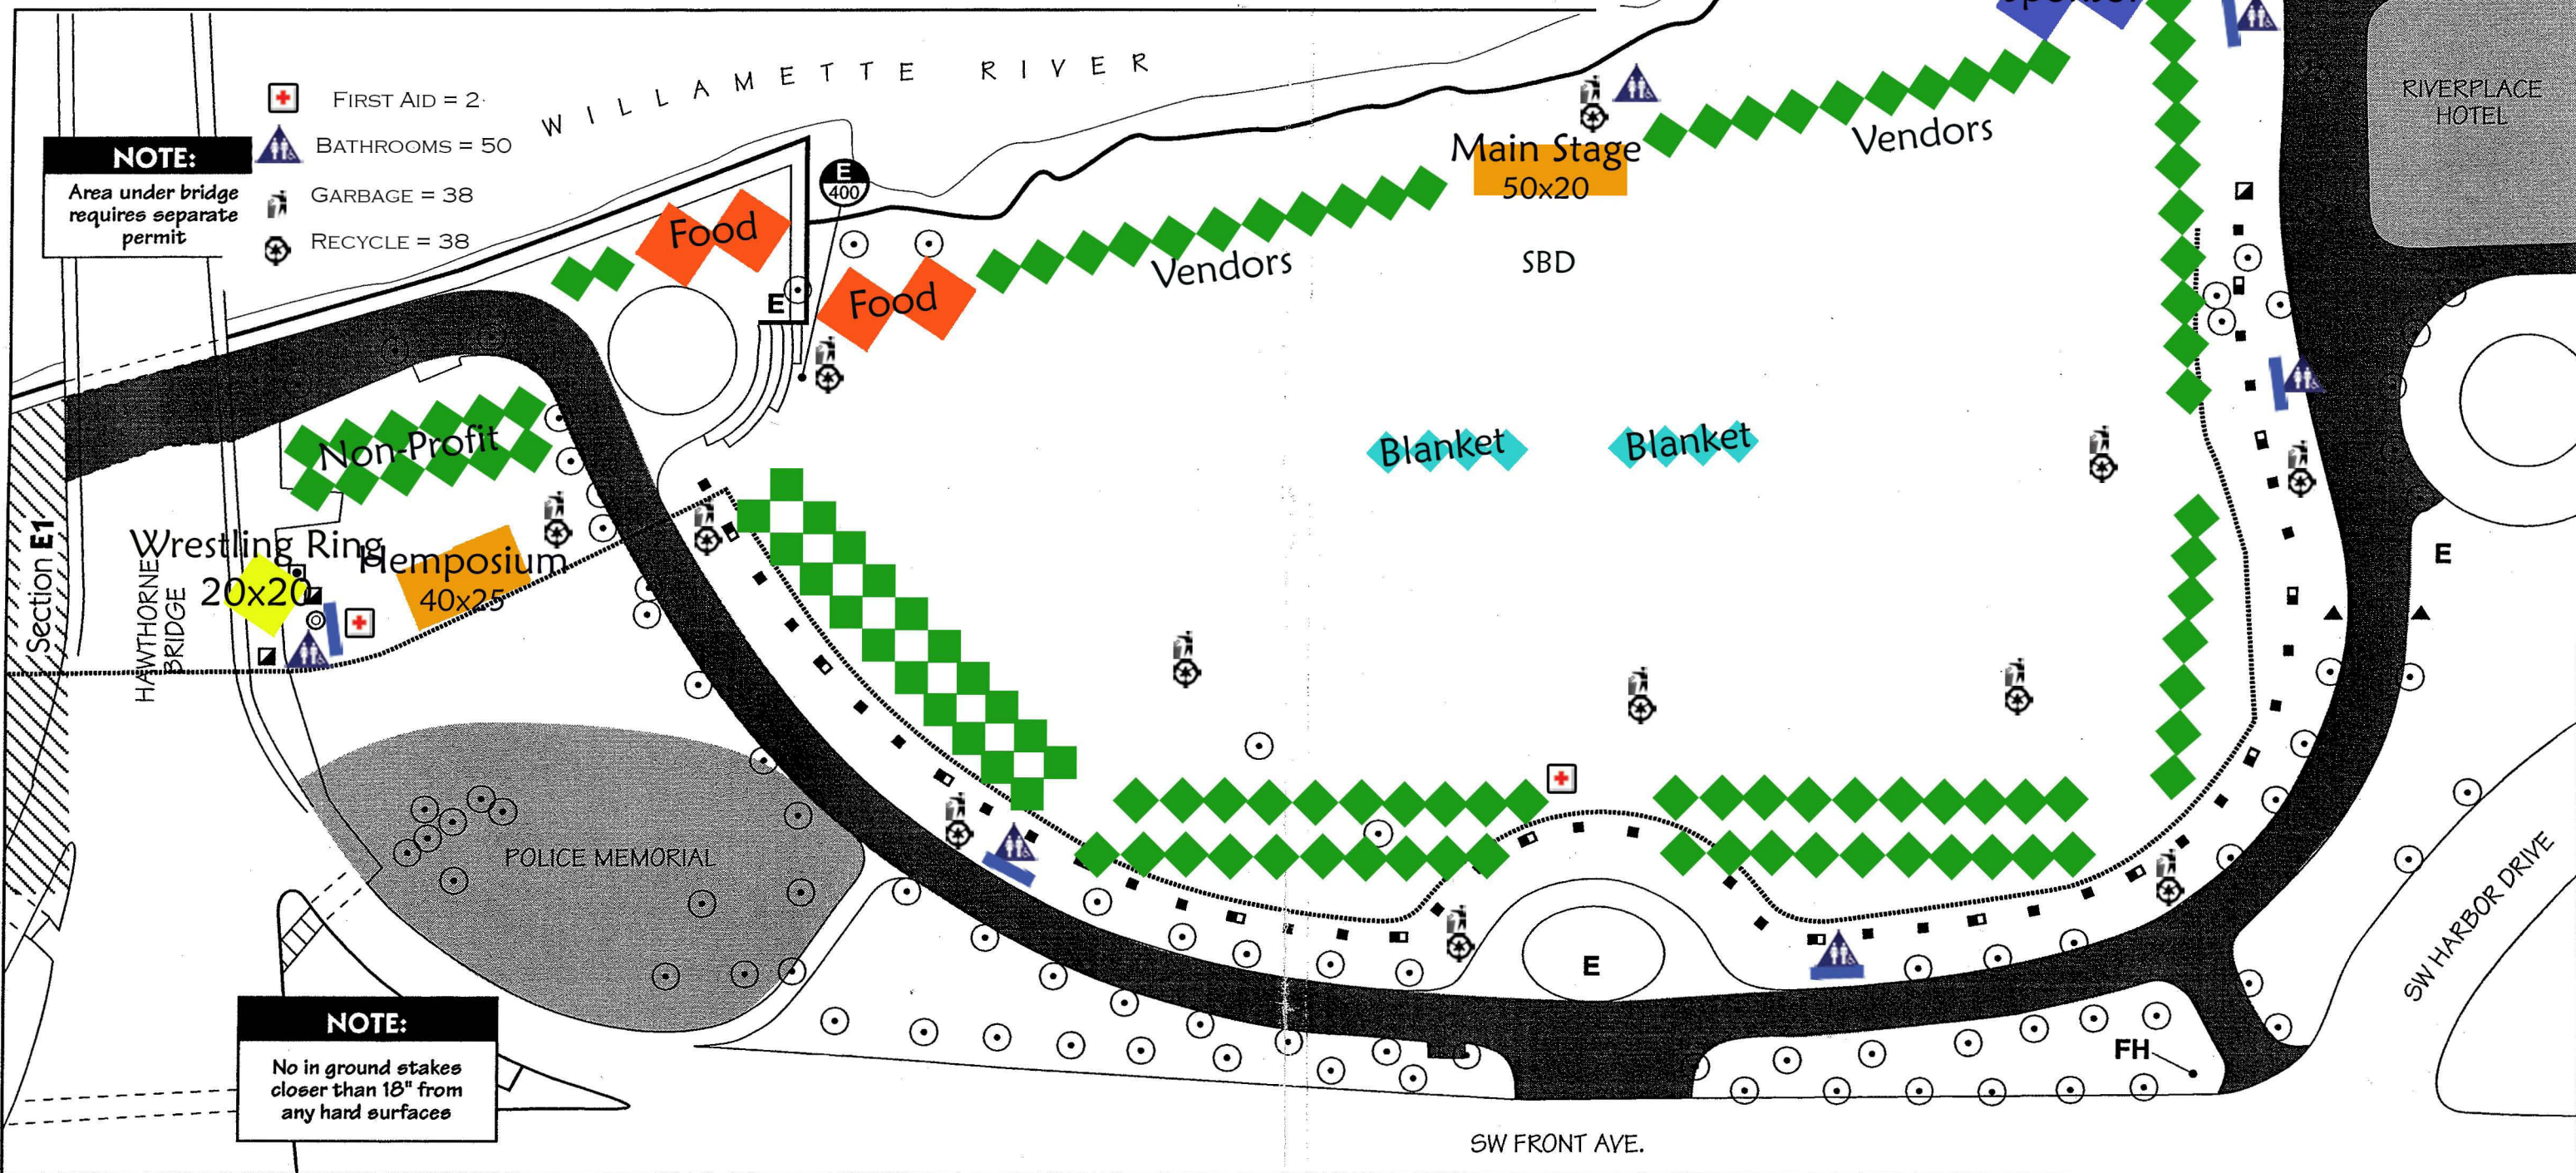 Sponsor
WILLAMETTE RIVER
FIRST AID = 2
BATHROOMS = 50
GARBAGE = 38
RECYCLE = 38
NOTE:
Area under bridge
requires separate
permit
E
400
Food
Food
E
Vendors
Main Stage
50x20
SBD
Vendors
RIVERPLACE
HOTEL
Non-Profit
Blanket
Blanket
Section E1
HAWTHORNE
BRIDGE
Wrestling Ring
20x20
Hemposium
40x25
E
POLICE MEMORIAL
E
SW HARBOR DRIVE
NOTE:
No in ground stakes
closer than 18" from
any hard surfaces
FH
SW FRONT AVE.